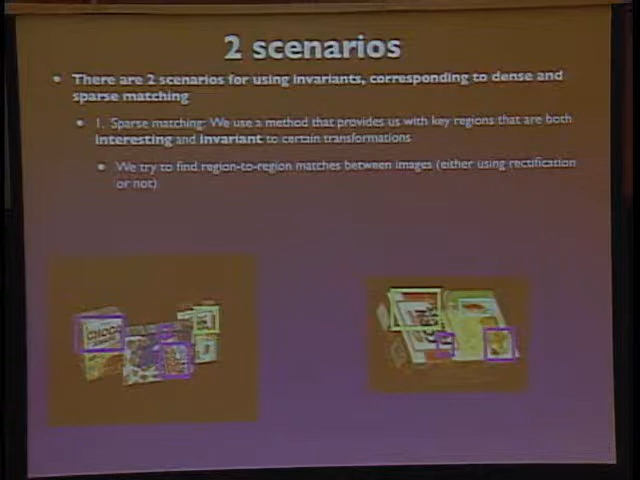 2 scenarios
• There are 2 scenarios for using invariants, corresponding to dense and
sparse matching
• 1. Sparse matching: We use a method that provides us with key regions that are both
interesting and invariant to certain transformations
• We try to find region-to-region matches between images (either using rectification
or not)